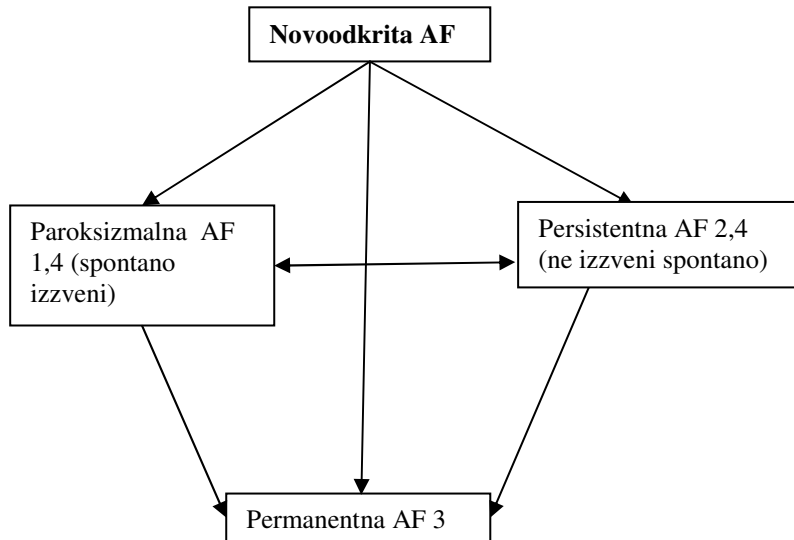 Novoodkrita AF
Paroksizmalna AF
1,4 (spontano
izzveni)
Persistentna AF 2,4
(ne izzveni spontano)
Permanentna AF 3